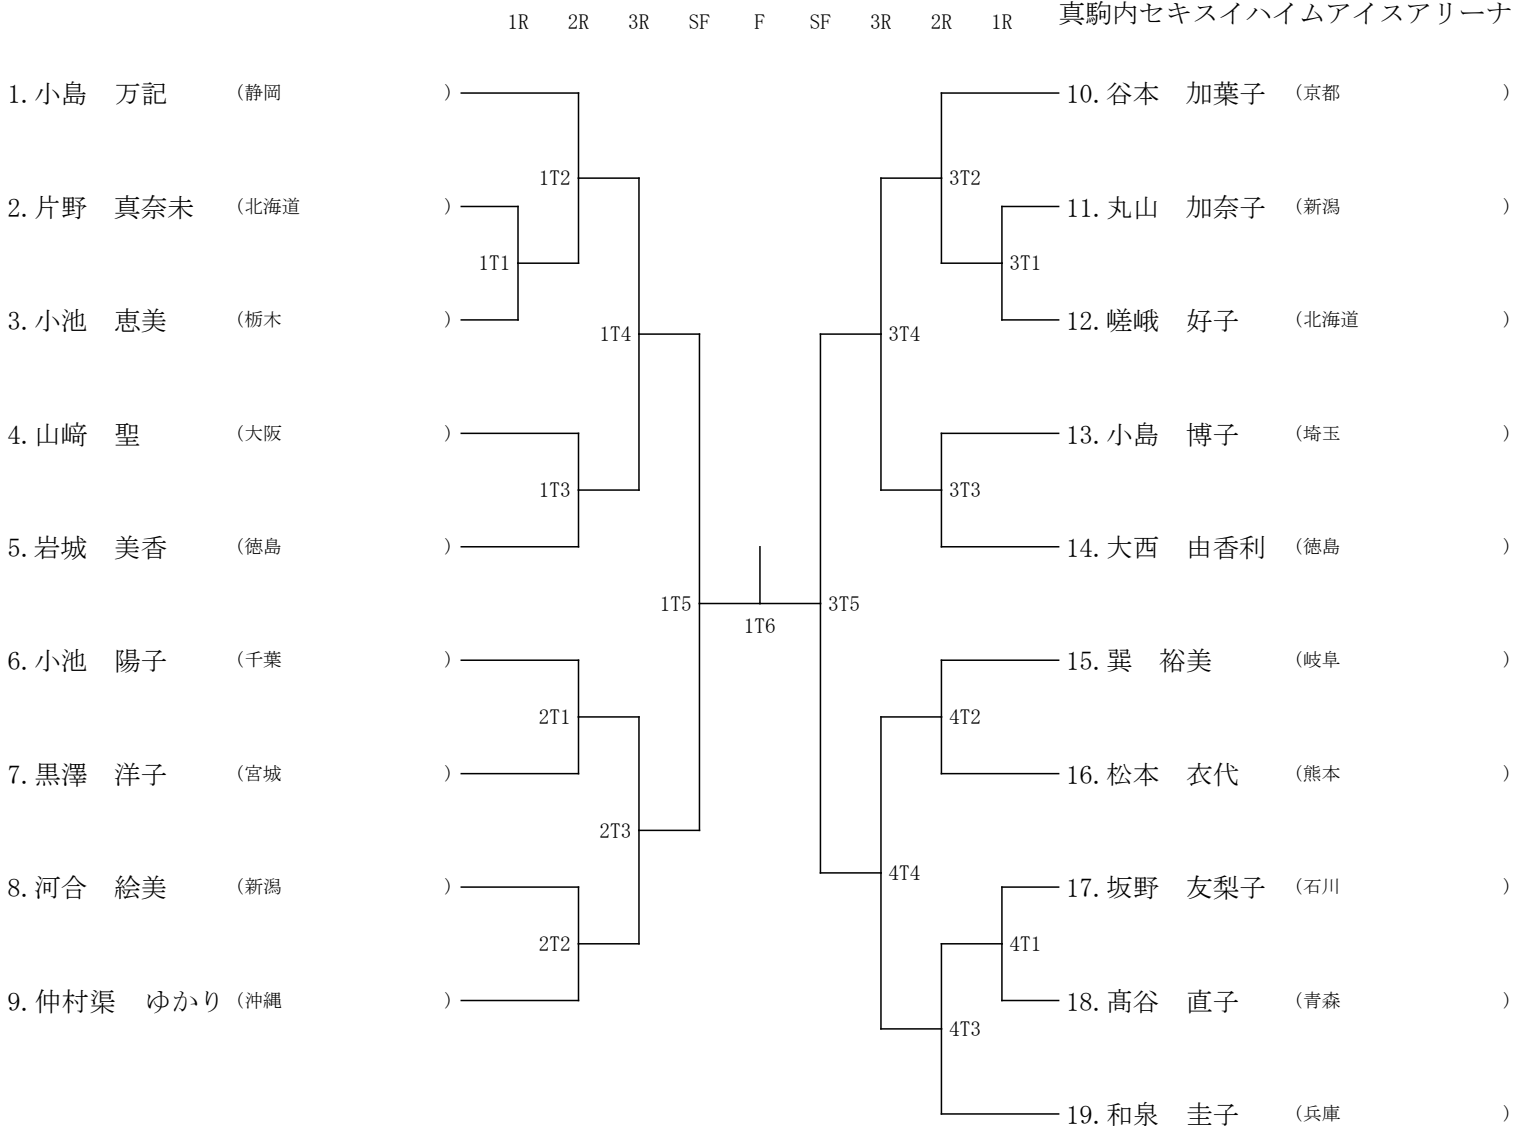 1R 2R 3R SF F SF 3R 2R 1R 真駒内セキスイハイムアイスアリーナ
1. 小島　万記 (静岡 )
10. 谷本　加葉子 (京都 )
1T2
3T2
2. 片野　真奈未 (北海道 )
11. 丸山　加奈子 (新潟 )
1T1
3T1
3. 小池　恵美 (栃木 )
12. 嵯峨　好子 (北海道 )
1T4
3T4
4. 山﨑　聖 (大阪 )
13. 小島　博子 (埼玉 )
1T3
3T3
5. 岩城　美香 (徳島 )
14. 大西　由香利 (徳島 )
1T5
3T5
1T6
6. 小池　陽子 (千葉 )
15. 巽　裕美 (岐阜 )
2T1
4T2
7. 黒澤　洋子 (宮城 )
16. 松本　衣代 (熊本 )
2T3
4T4
8. 河合　絵美 (新潟 )
17. 坂野　友梨子 (石川 )
2T2
4T1
9. 仲村渠　ゆかり (沖縄 )
18. 髙谷　直子 (青森 )
4T3
19. 和泉　圭子 (兵庫 )